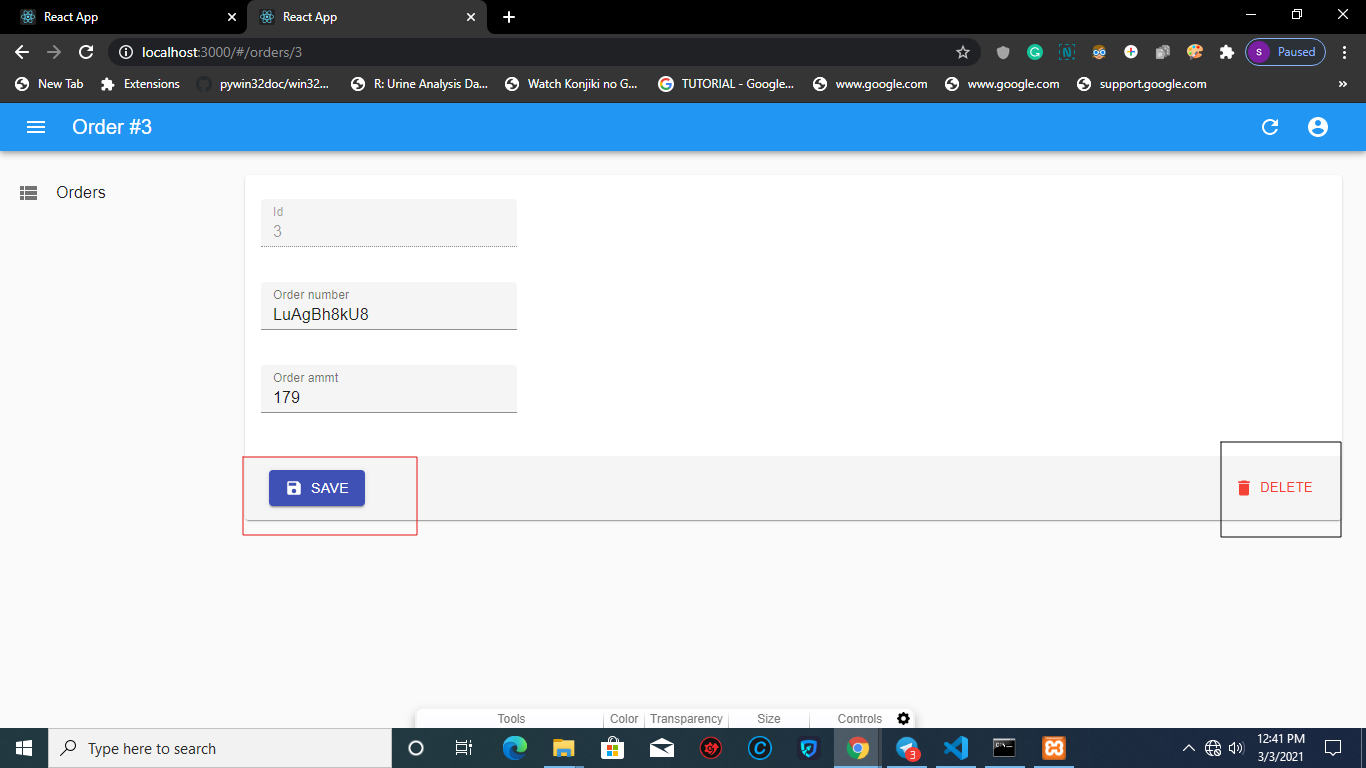 React App
React App
localhost:3000/#/orders/3
S Paused
New Tab Extensions pywin32doc/win32... R: Urine Analysis Da... Watch Konjiki no G... TUTORIAL - Google... www.google.com www.google.com support.google.com »
Order #3
Orders
Id
3
Order number
LuAgBh8kU8
Order ammt
179
SAVE
DELETE
Tools Color Transparency Size Controls
Type here to search
3
12:41 PM
3/3/2021